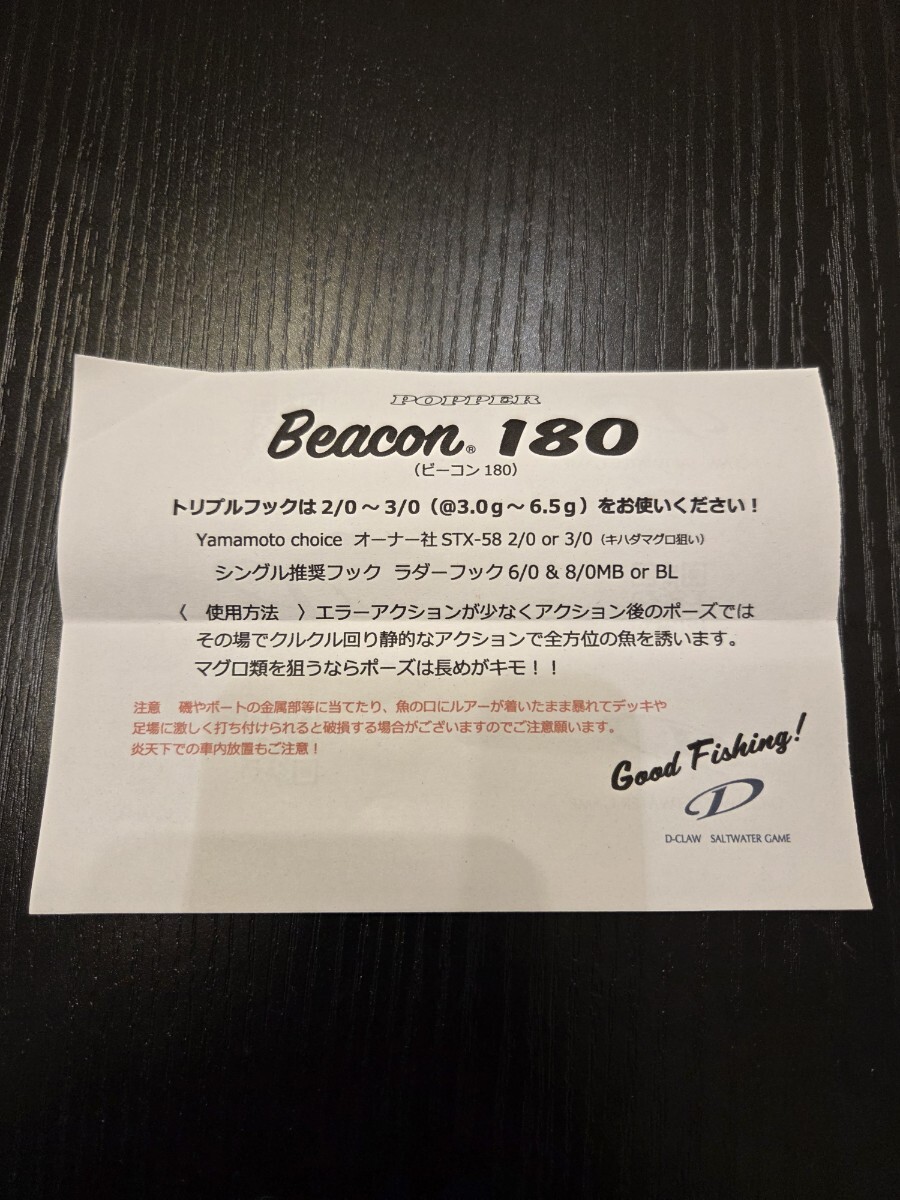 POPPER
Beacon® 180
（ビーコン180）
トリプルフックは2/0～3/0（@3.0g～6.5g）をお使いください！
Yamamoto choice オーナー社 STX-58 2/0 or 3/0（キハダマグロ狙い）
シングル推奨フック ラダーフック 6/0 & 8/0MB or BL
〈 使用方法 〉エラーアクションが少なくアクション後のポーズでは
その場でクルクル回り静的なアクションで全方位の魚を誘います。
マグロ類を狙うならポーズは長めがキモ！！
注意 磯やボートの金属部等に当てたり、魚の口にルアーが着いたまま暴れてデッキや
足場に激しく打ち付けられると破損する場合がございますのでご注意願います。
炎天下での車内放置もご注意！
Good Fishing!
D
D-CLAW SALTWATER GAME